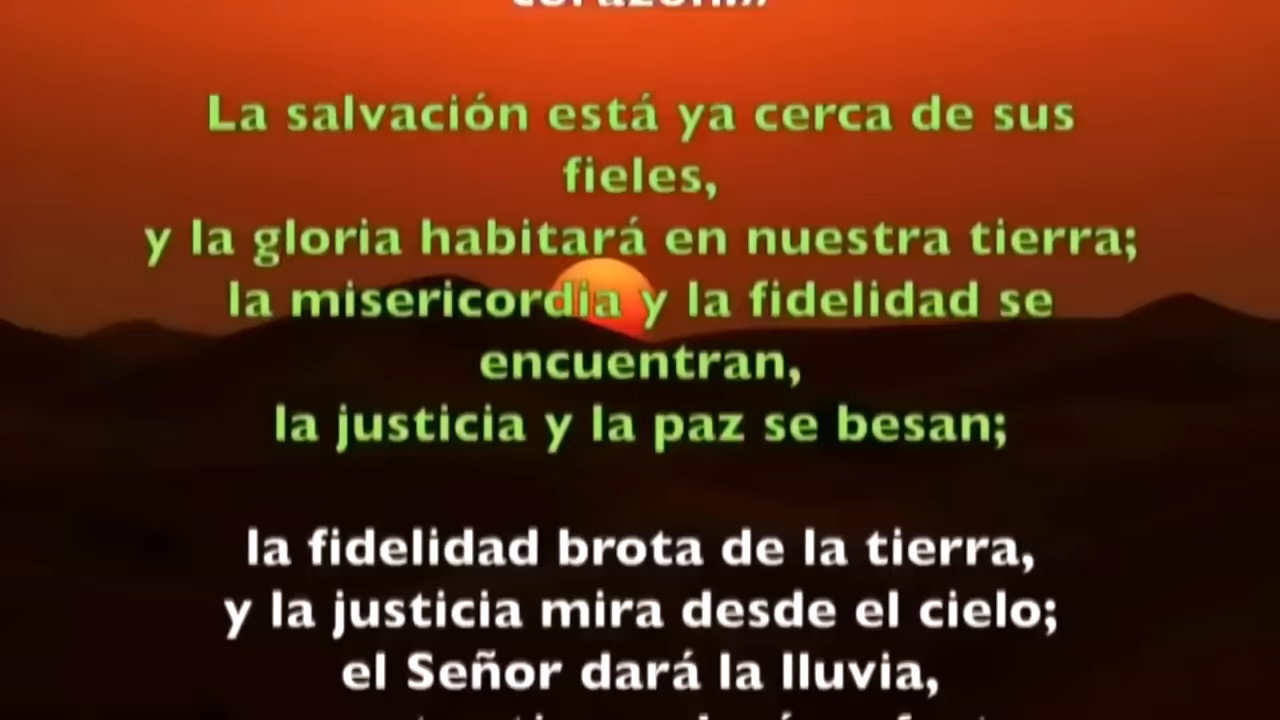 La salvación está ya cerca de sus
fieles,
y la gloria habitará en nuestra tierra;
la misericordia y la fidelidad se
encuentran,
la justicia y la paz se besan;
la fidelidad brota de la tierra,
y la justicia mira desde el cielo;
el Señor dará la lluvia,